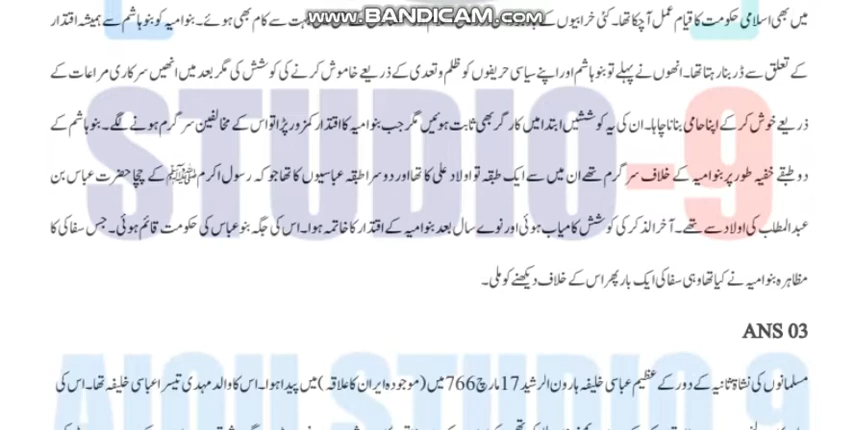 www.BANDICAM.com
میں بھی اسلامی حکومت کا قیام عمل آچکا تھا۔ کئی خرابیوں کے بہت سے کام بھی ہوئے۔ بنوامیہ کو بنوہاشم سے ہمیشہ اقتدار
کے تعلق سے ڈر بنا رہتا تھا۔ انھوں نے پہلے تو بنوہاشم اور اپنے سیاسی حریفوں کو ظلم و تعدی کے ذریعے خاموش کرنے کی کوشش کی مگر بعد میں انھیں سرکاری مراعات کے
ذریعے خوش کر کے اپنا حامی بنانا چاہا۔ ان کی یہ کوششیں ابتدا میں کارگر بھی ثابت ہوئیں مگر جب بنوامیہ کا اقتدار کمزور پڑا تو اس کے مخالفین سرگرم ہونے لگے۔ بنوہاشم کے
دو طبقے خفیہ طور پر بنوامیہ کے خلاف سرگرم تھے ان میں سے ایک طبقہ تو اولاد علی کا تھا اور دوسرا طبقہ عباسیوں کا تھا جو کہ رسول اکرم ﷺ کے چچا حضرت عباس بن
عبدالمطلب کی اولاد سے تھے۔ آخرالذکر کی کوشش کامیاب ہوئی اور نوے سال بعد بنوامیہ کے اقتدار کا خاتمہ ہوا۔ اس کی جگہ بنوعباس کی حکومت قائم ہوئی۔ جس سفاکی کا
مظاہرہ بنوامیہ نے کیا تھا وہی سفاکی ایک بار پھر اس کے خلاف دیکھنے کو ملی۔
STUDIO-9
ANS 03
مسلمانوں کی نشاۃ ثانیہ کے دور کے عظیم عباسی خلیفہ ہارون الرشید 17 مارچ 766 میں (موجودہ ایران کا علاقہ) میں پیدا ہوا۔ اس کا والد مہدی تیسرا عباسی خلیفہ تھا۔ اس کی
AIOU STUDIO 9